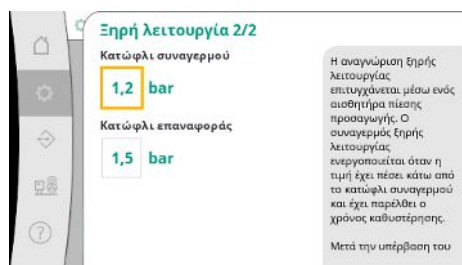 Ξηρή λειτουργία 2/2
Κατώφλι συναγερμού
1,2 bar
Κατώφλι επαναφοράς
1,5 bar
Η αναγνώριση ξηρής
λειτουργίας
επιτυγχάνεται μέσω ενός
αισθητήρα πίεσης
προσαγωγής. Ο
συναγερμός ξηρής
λειτουργίας
ενεργοποιείται όταν η
τιμή έχει πέσει κάτω από
το κατώφλι συναγερμού
και έχει παρέλθει ο
χρόνος καθυστέρησης.
Μετά την υπέρβαση του